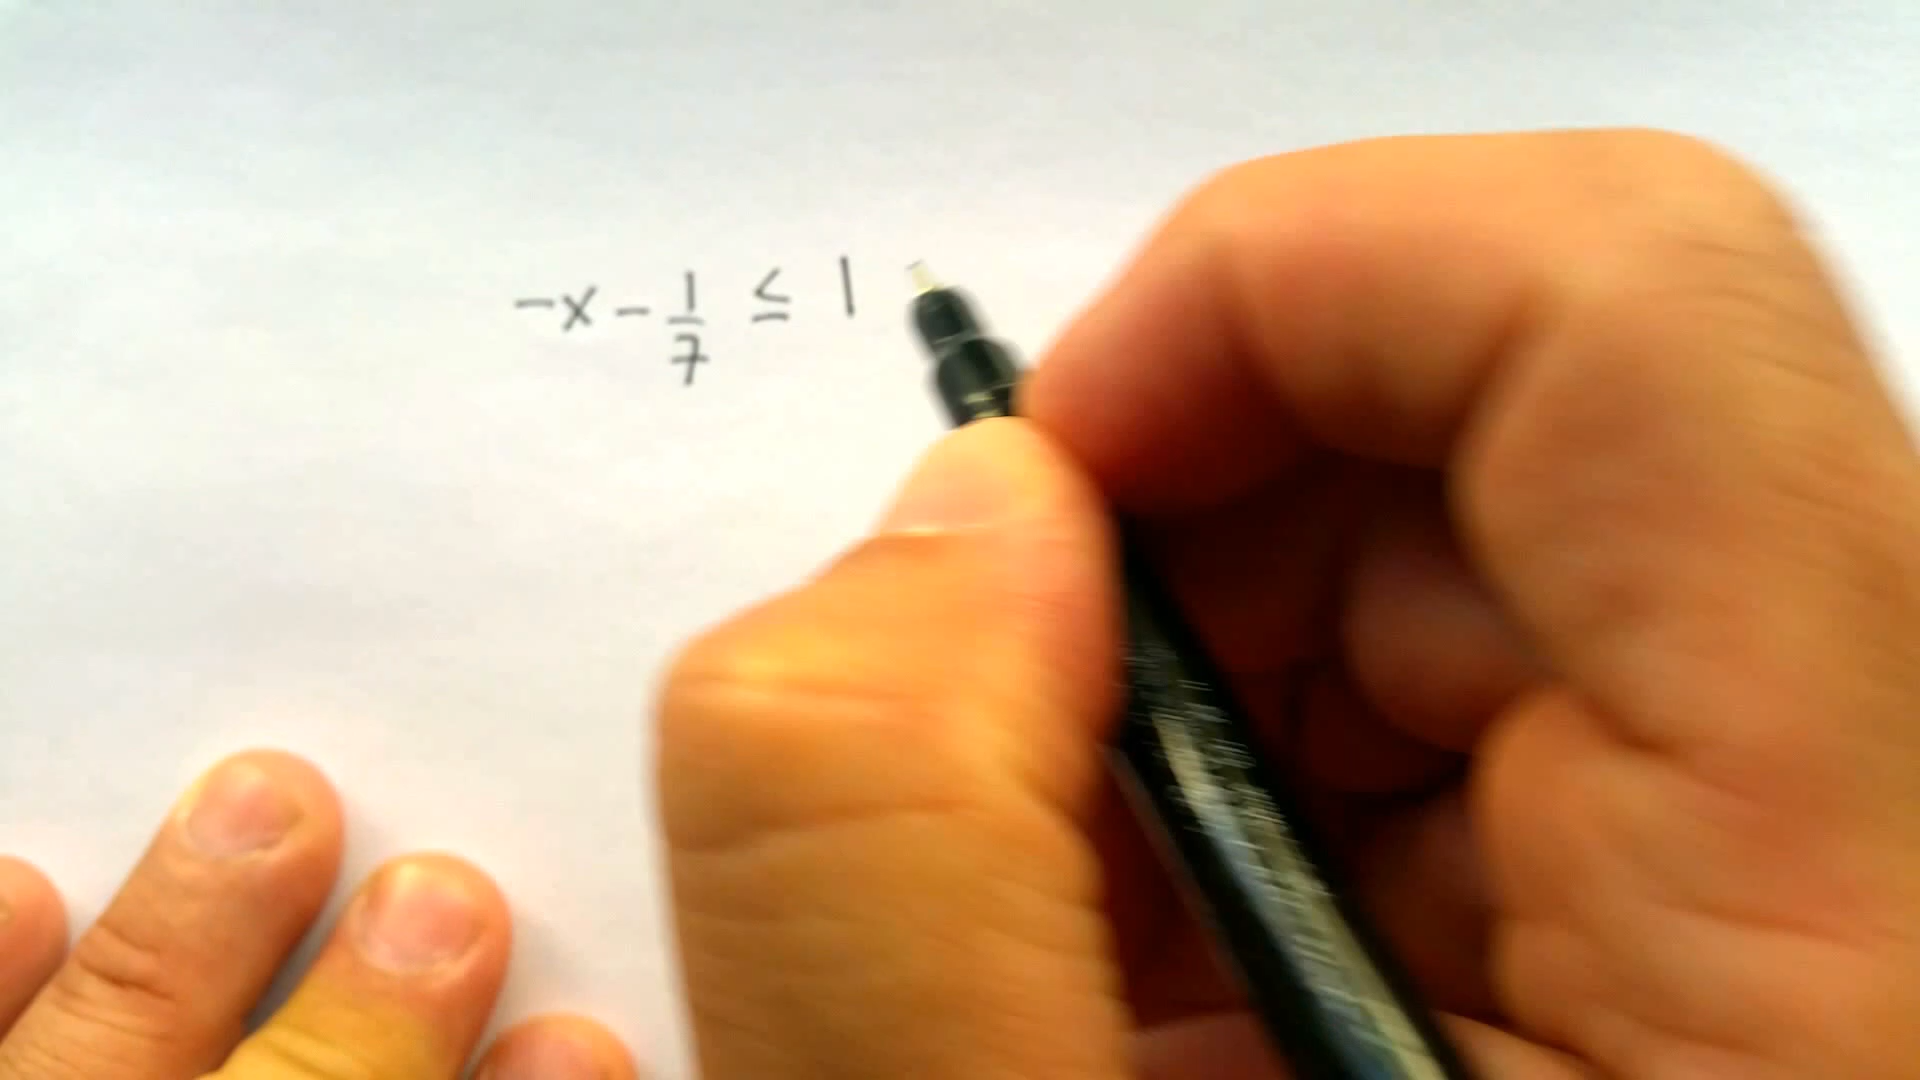 -x - 1/7 ≤ 1